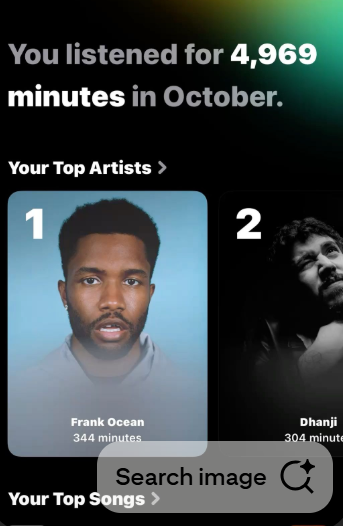 You listened for 4,969
minutes in October.
Your Top Artists >
1
2
Frank Ocean
344 minutes
Dhanji
304 minute
Search image
Your Top Songs >